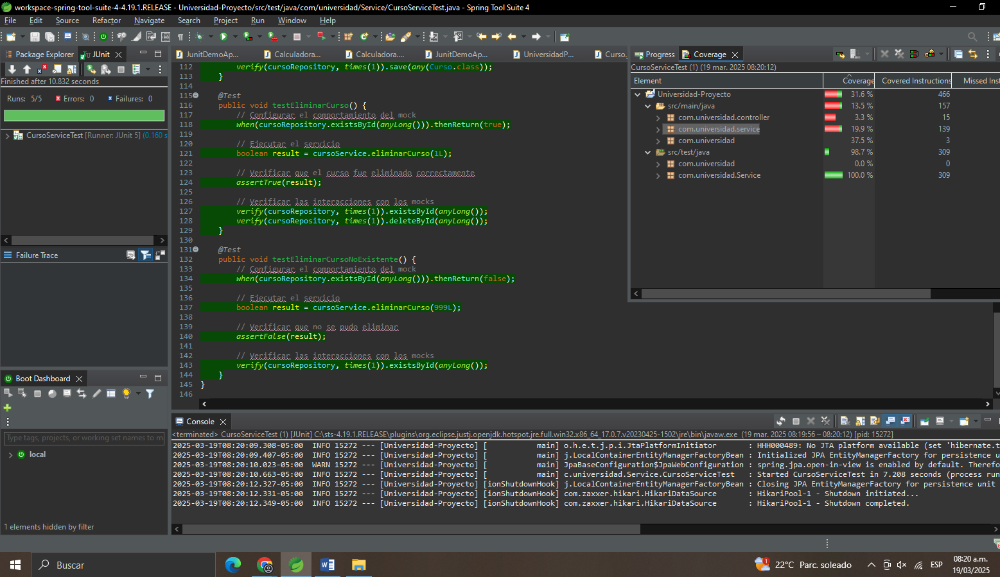 workspace-spring-tool-suite-4-4.19.1.RELEASE - Universidad-Proyecto/src/test/java/com/universidad/Service/CursoServiceTest.java - Spring Tool Suite 4
File Edit Source Refactor Navigate Search Project Run Window Help
Package Explorer JUnit
Finished after 10.832 seconds
Runs: 5/5 Errors: 0 Failures: 0
CursoServiceTest [Runner: JUnit 5] (0.160 s
Failure Trace
Boot Dashboard
Type tags, projects, or working set names to m
local
1 elements hidden by filter
JunitDemoAp... Calculadora... Calculadora... JunitDemoAp... UniversidadP... Curso.
112 verify(cursoRepository, times(1)).save(any(Curso.class));
113 }
114
115 @Test
116 public void testEliminarCurso() {
117 // Configurar el comportamiento del mock
118 when(cursoRepository.existsById(anyLong())).thenReturn(true);
119
120 // Ejecutar el servicio
121 boolean result = cursoService.eliminarCurso(1L);
122
123 // Verificar que el curso fue eliminado correctamente
124 assertTrue(result);
125
126 // Verificar las interacciones con los mocks
127 verify(cursoRepository, times(1)).existsById(anyLong());
128 verify(cursoRepository, times(1)).deleteById(anyLong());
129 }
130
131 @Test
132 public void testEliminarCursoNoExistente() {
133 // Configurar el comportamiento del mock
134 when(cursoRepository.existsById(anyLong())).thenReturn(false);
135
136 // Ejecutar el servicio
137 boolean result = cursoService.eliminarCurso(999L);
138
139 // Verificar que no se pudo eliminar
140 assertFalse(result);
141
142 // Verificar las interacciones con los mocks
143 verify(cursoRepository, times(1)).existsById(anyLong());
144 }
145 }
146
Progress Coverage
CursoServiceTest (1) (19 mar. 2025 08:20:12)
Element Coverage Covered Instructions Missed Inst
Universidad-Proyecto 31.6 % 466
src/main/java 13.5 % 157
com.universidad.controller 3.3 % 15
com.universidad.service 19.9 % 139
com.universidad 37.5 % 3
src/test/java 98.7 % 309
com.universidad 0.0 % 0
com.universidad.Service 100.0 % 309
Console
<terminated> CursoServiceTest (1) [JUnit] C:\sts-4.19.1.RELEASE\plugins\org.eclipse.justj.openjdk.hotspot.jre.full.win32.x86_64_17.0.7.v20230425-1502\jre\bin\javaw.exe (19 mar. 2025 08:19:56 – 08:20:12) [pid: 15272]
2025-03-19T08:20:09.308-05:00 INFO 15272 --- [Universidad-Proyecto] [ main] o.h.e.t.j.p.i.JtaPlatformInitiator : HHH000489: No JTA platform available (set 'hibernate.t
2025-03-19T08:20:09.407-05:00 INFO 15272 --- [Universidad-Proyecto] [ main] j.LocalContainerEntityManagerFactoryBean : Initialized JPA EntityManagerFactory for persistence u
2025-03-19T08:20:10.023-05:00 WARN 15272 --- [Universidad-Proyecto] [ main] JpaBaseConfiguration$JpaWebConfiguration : spring.jpa.open-in-view is enabled by default. Therefo
2025-03-19T08:20:10.663-05:00 INFO 15272 --- [Universidad-Proyecto] [ main] c.universidad.Service.CursoServiceTest : Started CursoServiceTest in 7.208 seconds (process run
2025-03-19T08:20:12.327-05:00 INFO 15272 --- [Universidad-Proyecto] [ionShutdownHook] j.LocalContainerEntityManagerFactoryBean : Closing JPA EntityManagerFactory for persistence unit
2025-03-19T08:20:12.331-05:00 INFO 15272 --- [Universidad-Proyecto] [ionShutdownHook] com.zaxxer.hikari.HikariDataSource : HikariPool-1 - Shutdown initiated...
2025-03-19T08:20:12.349-05:00 INFO 15272 --- [Universidad-Proyecto] [ionShutdownHook] com.zaxxer.hikari.HikariDataSource : HikariPool-1 - Shutdown completed.
Buscar
1
22°C Parc. soleado
ESP
08:20 a.m.
19/03/2025